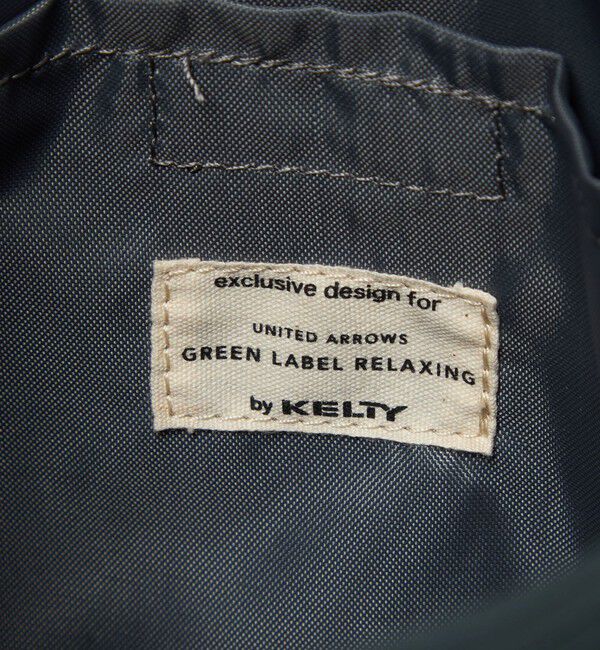 exclusive design for
UNITED ARROWS
GREEN LABEL RELAXING
by KELTY